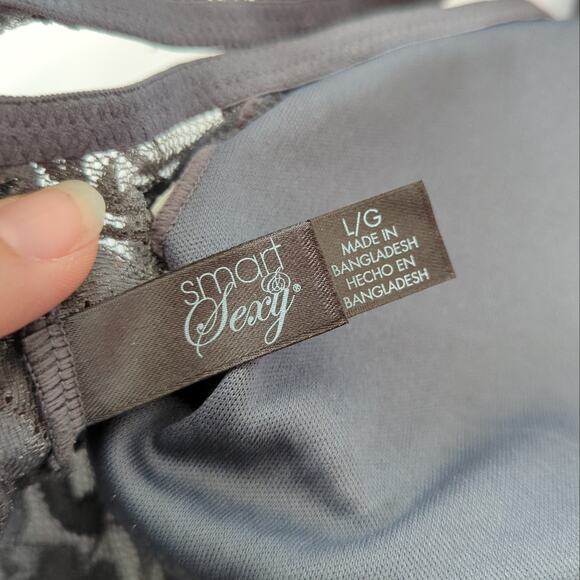 smart
& Sexy®
L/G
MADE IN
BANGLADESH
HECHO EN
BANGLADESH